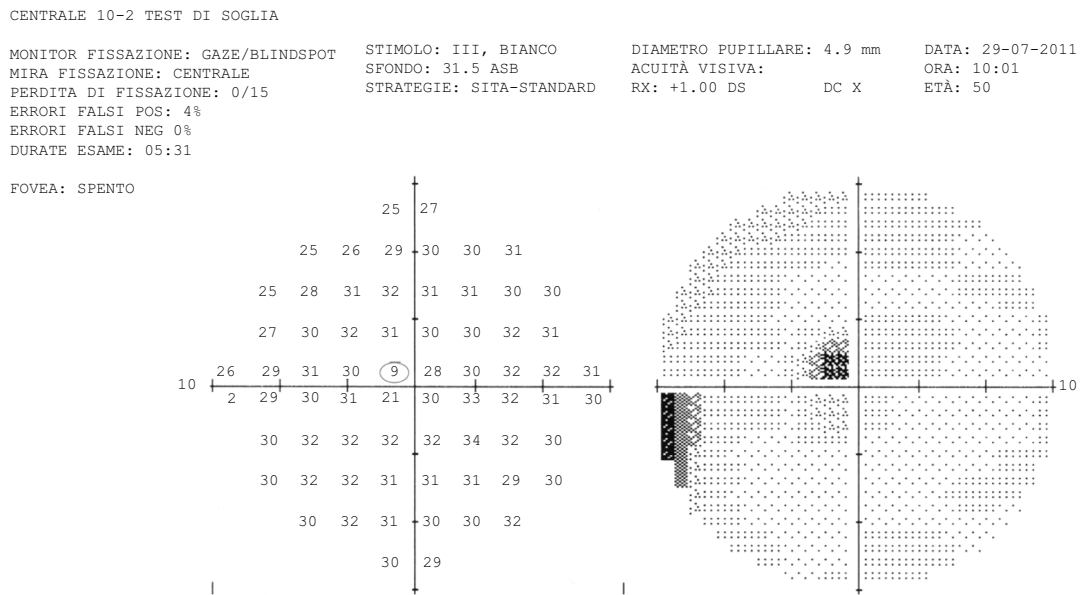 CENTRALE 10-2 TEST DI SOGLIA
MONITOR FISSAZIONE: GAZE/BLINDSPOT STIMOLO: III, BIANCO DIAMETRO PUPILLARE: 4.9 mm DATA: 29-07-2011
MIRA FISSAZIONE: CENTRALE SFONDO: 31.5 ASB ACUITÀ VISIVA: ORA: 10:01
PERDITA DI FISSAZIONE: 0/15 STRATEGIE: SITA-STANDARD RX: +1.00 DS DC X ETÀ: 50
ERRORI FALSI POS: 4%
ERRORI FALSI NEG 0%
DURATE ESAME: 05:31
FOVEA: SPENTO
25 27
25 26 29 30 30 31
25 28 31 32 31 31 30 30
27 30 32 31 30 30 32 31
26 29 31 30 9 28 30 32 32 31
10 10
2 29 30 31 21 30 33 32 31 30
30 32 32 32 32 34 32 30
30 32 32 31 31 31 29 30
30 32 31 30 30 32
30 29